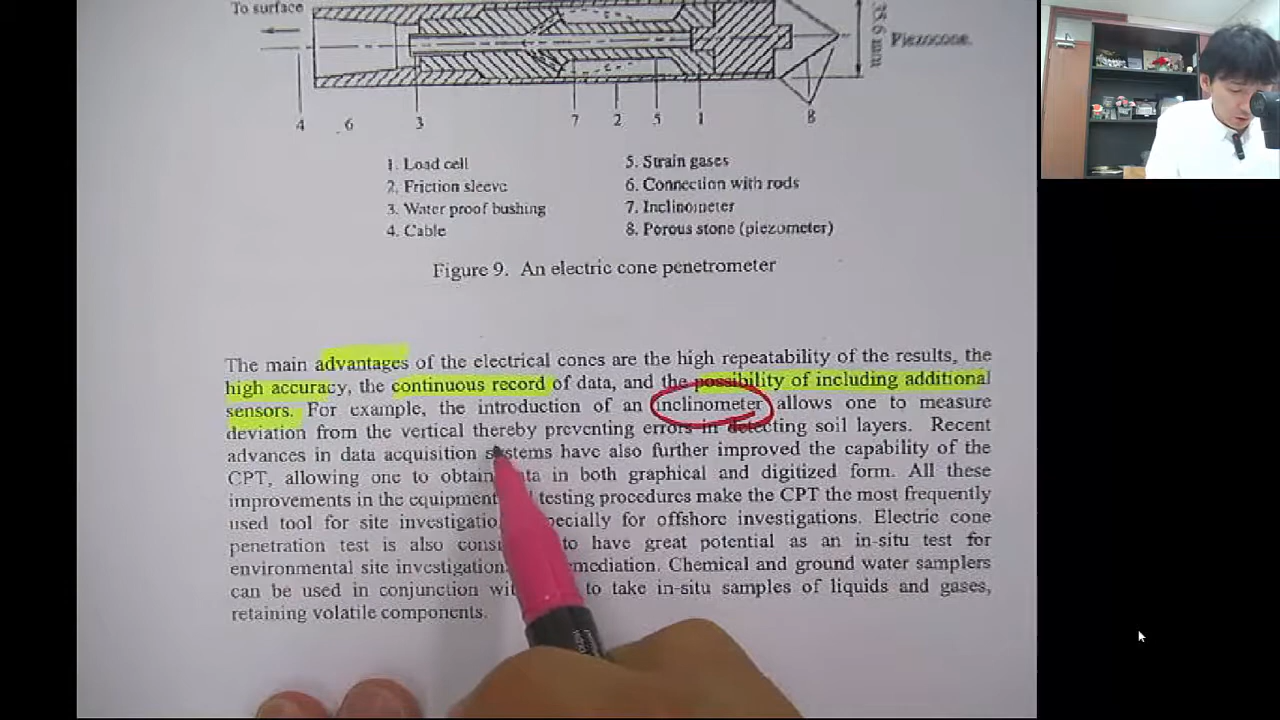 To surface
35.6 mm
Piezocone
4 6 3 7 2 5 1 8
1. Load cell
2. Friction sleeve
3. Water proof bushing
4. Cable
5. Strain gases
6. Connection with rods
7. Inclinometer
8. Porous stone (piezometer)
Figure 9. An electric cone penetrometer
The main advantages of the electrical cones are the high repeatability of the results, the
high accuracy, the continuous record of data, and the possibility of including additional
sensors. For example, the introduction of an inclinometer allows one to measure
deviation from the vertical thereby preventing errors in detecting soil layers. Recent
advances in data acquisition systems have also further improved the capability of the
CPT, allowing one to obtain data in both graphical and digitized form. All these
improvements in the equipment testing procedures make the CPT the most frequently
used tool for site especially for offshore investigations. Electric cone
penetration test is also to have great potential as an in-situ test for
environmental site Chemical and ground water samplers
can be used in conjunction to take in-situ samples of liquids and gases,
retaining volatile components.